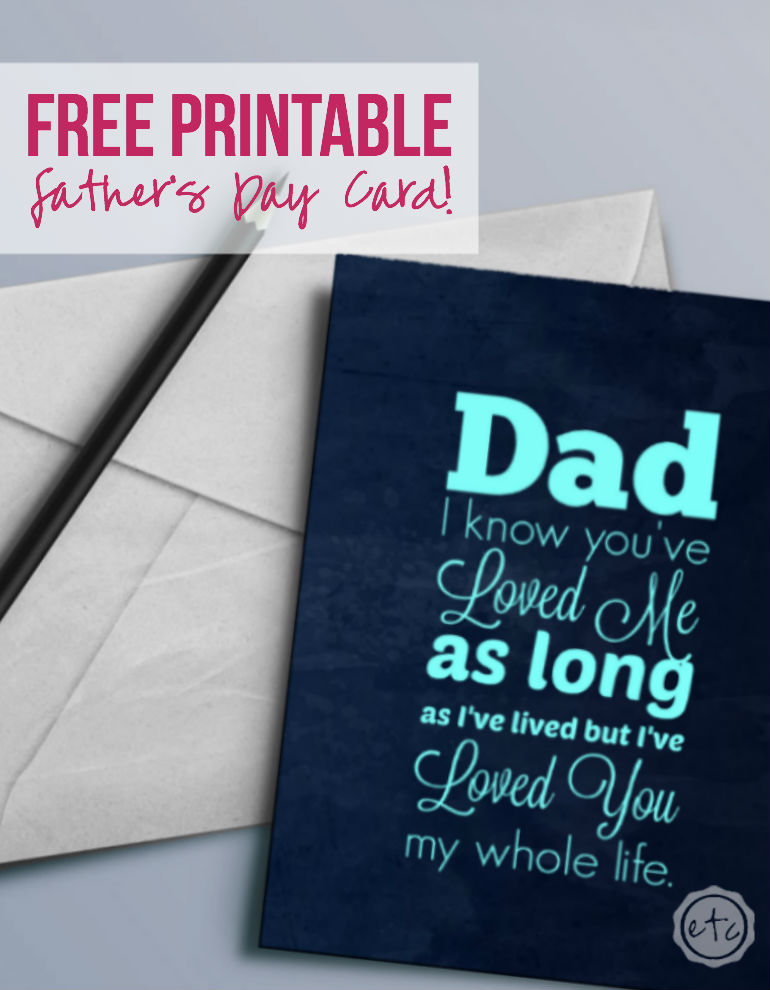 FREE PRINTABLE
father's Day Card!
Dad
I know you've
Loved Me
as long
as I've lived but I've
Loved You
my whole life.
etc